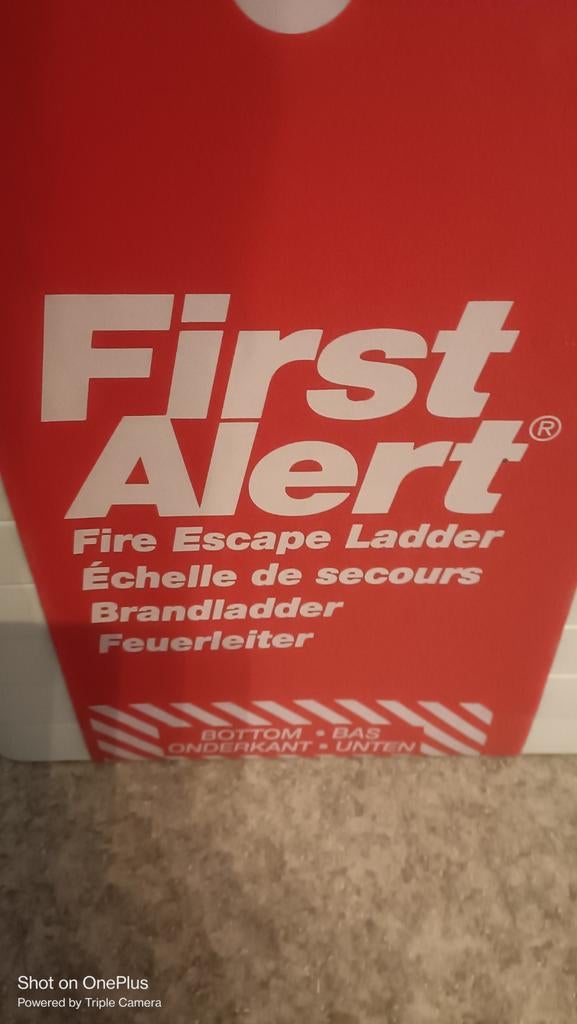 First
Alert®
Fire Escape Ladder
Échelle de secours
Brandladder
Feuerleiter
BOTTOM • BAS
ONDERKANT • UNTEN
Shot on OnePlus
Powered by Triple Camera